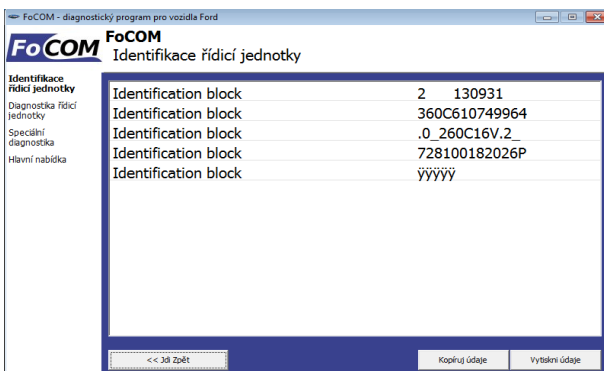 FoCOM - diagnostický program pro vozidla Ford
FoCOM
FoCOM
Identifikace řídicí jednotky
Identifikace
řídicí jednotky
Diagnostika řídicí
jednotky
Speciální
diagnostika
Hlavní nabídka
Identification block 2 130931
Identification block 360C610749964
Identification block .0_260C16V.2_
Identification block 728100182026P
Identification block ÿÿÿÿÿ
<< Jdi Zpět
Kopíruj údaje
Vytiskni údaje